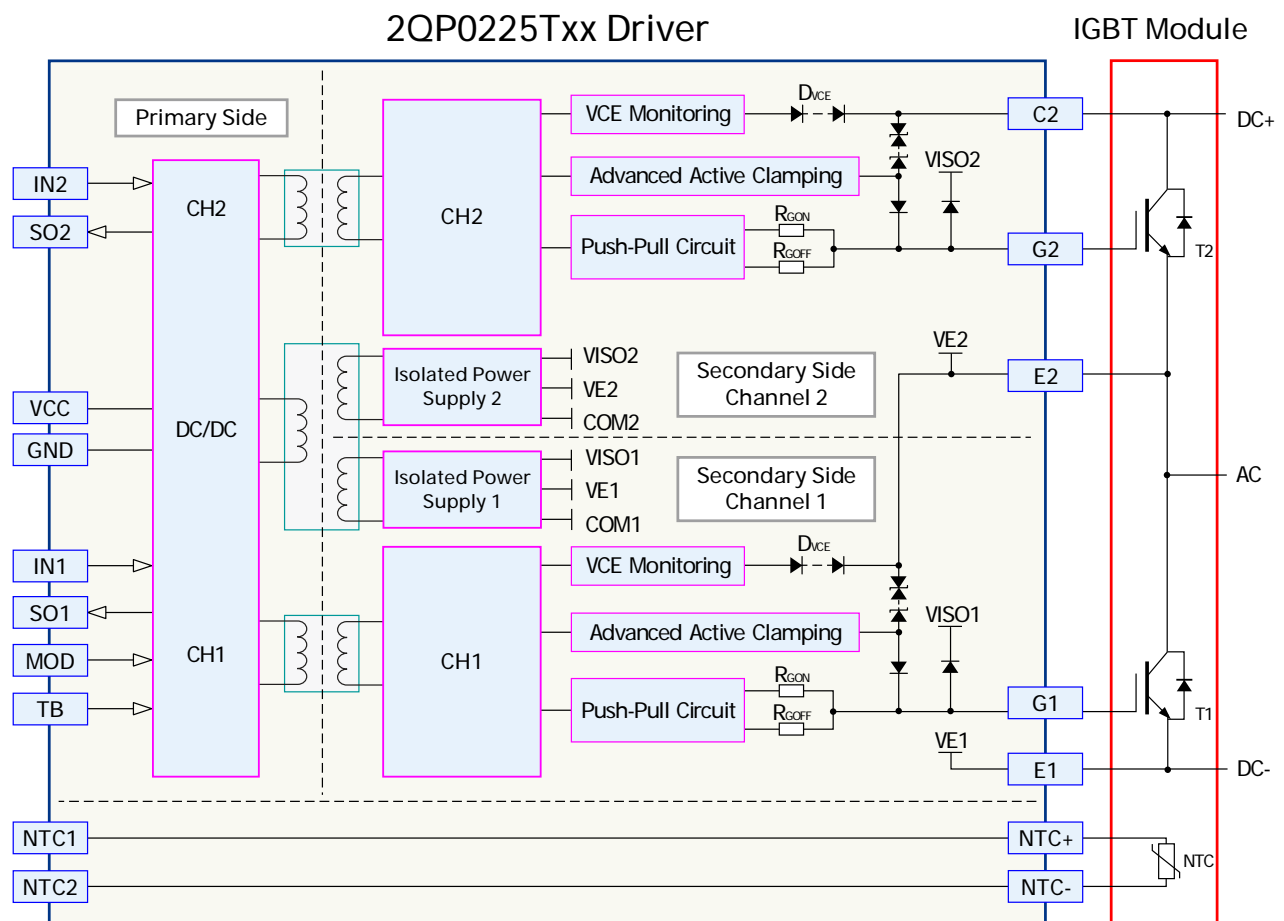 2QP0225Txx Driver
IGBT Module
Primary Side
IN2
SO2
VCC
GND
IN1
SO1
MOD
TB
NTC1
NTC2
CH2
DC/DC
CH1
CH2
VCE Monitoring
DVCE
Advanced Active Clamping
VISO2
Push-Pull Circuit
RGON
RGOFF
Isolated Power
Supply 2
VISO2
VE2
COM2
Secondary Side
Channel 2
VE2
Isolated Power
Supply 1
VISO1
VE1
COM1
Secondary Side
Channel 1
CH1
VCE Monitoring
DVCE
Advanced Active Clamping
VISO1
Push-Pull Circuit
RGON
RGOFF
VE1
C2
G2
E2
G1
E1
NTC+
NTC-
DC+
T2
AC
T1
DC-
NTC